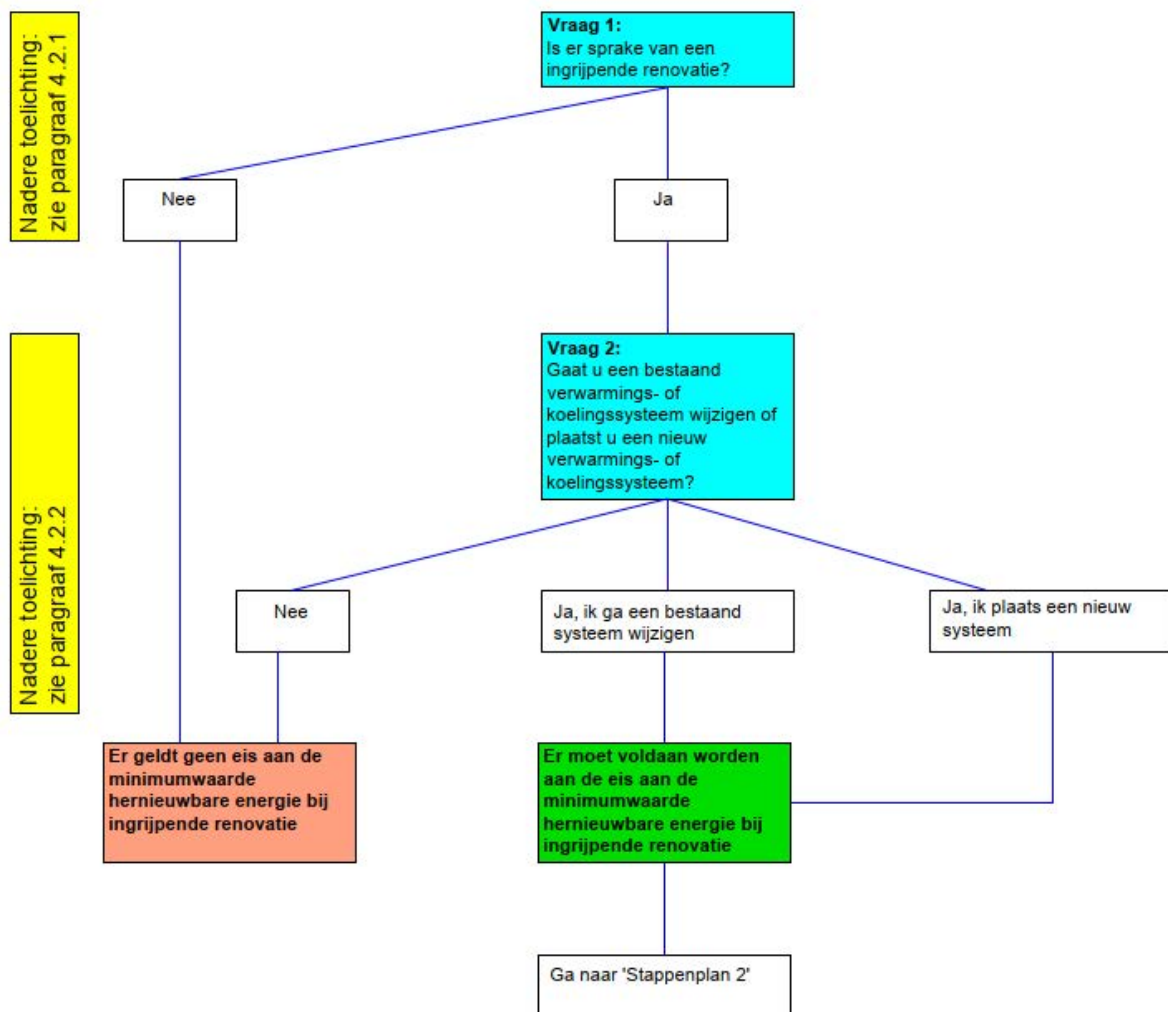 Nadere toelichting:
zie paragraaf 4.2.1
Vraag 1:
Is er sprake van een
ingrijpende renovatie?
Nee
Ja
Nadere toelichting:
zie paragraaf 4.2.2
Vraag 2:
Gaat u een bestaand
verwarmings- of
koelingssysteem wijzigen of
plaatst u een nieuw
verwarmings- of
koelingssysteem?
Nee
Ja, ik ga een bestaand
systeem wijzigen
Ja, ik plaats een nieuw
systeem
Er geldt geen eis aan de
minimumwaarde
hernieuwbare energie bij
ingrijpende renovatie
Er moet voldaan worden
aan de eis aan de
minimumwaarde
hernieuwbare energie bij
ingrijpende renovatie
Ga naar 'Stappenplan 2'